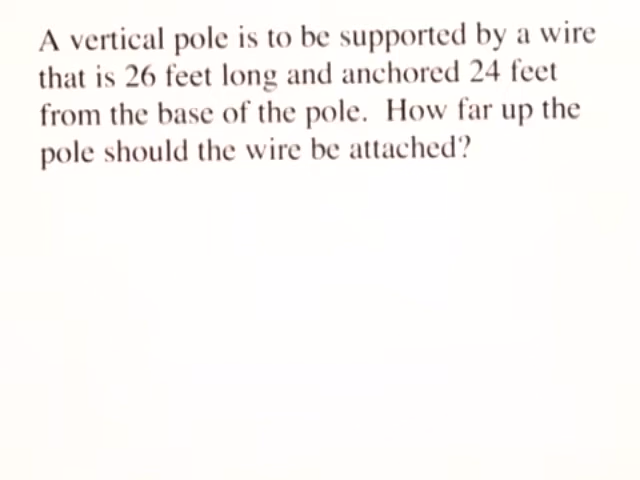 A vertical pole is to be supported by a wire
that is 26 feet long and anchored 24 feet
from the base of the pole.  How far up the
pole should the wire be attached?